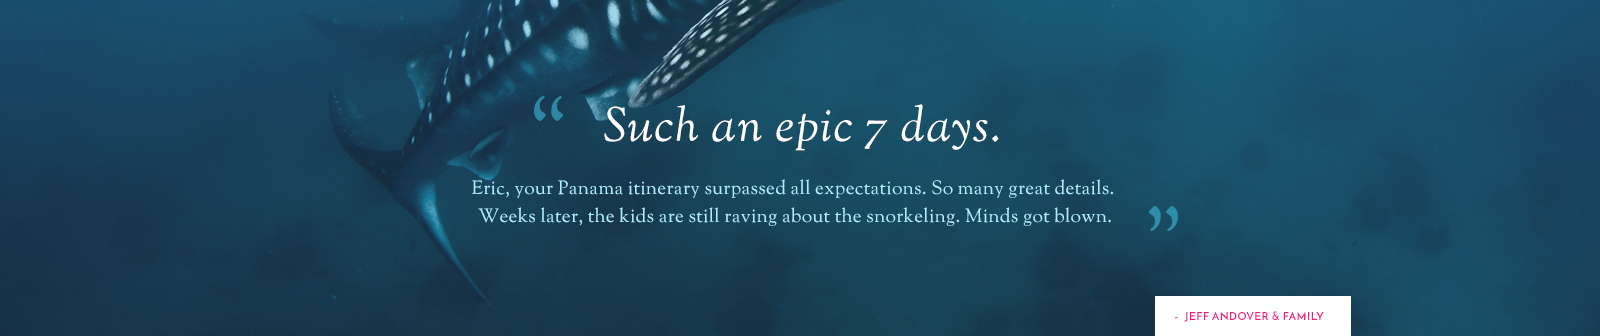 “ Such an epic 7 days.
Eric, your Panama itinerary surpassed all expectations. So many great details.
Weeks later, the kids are still raving about the snorkeling. Minds got blown. ”
- JEFF ANDOVER & FAMILY